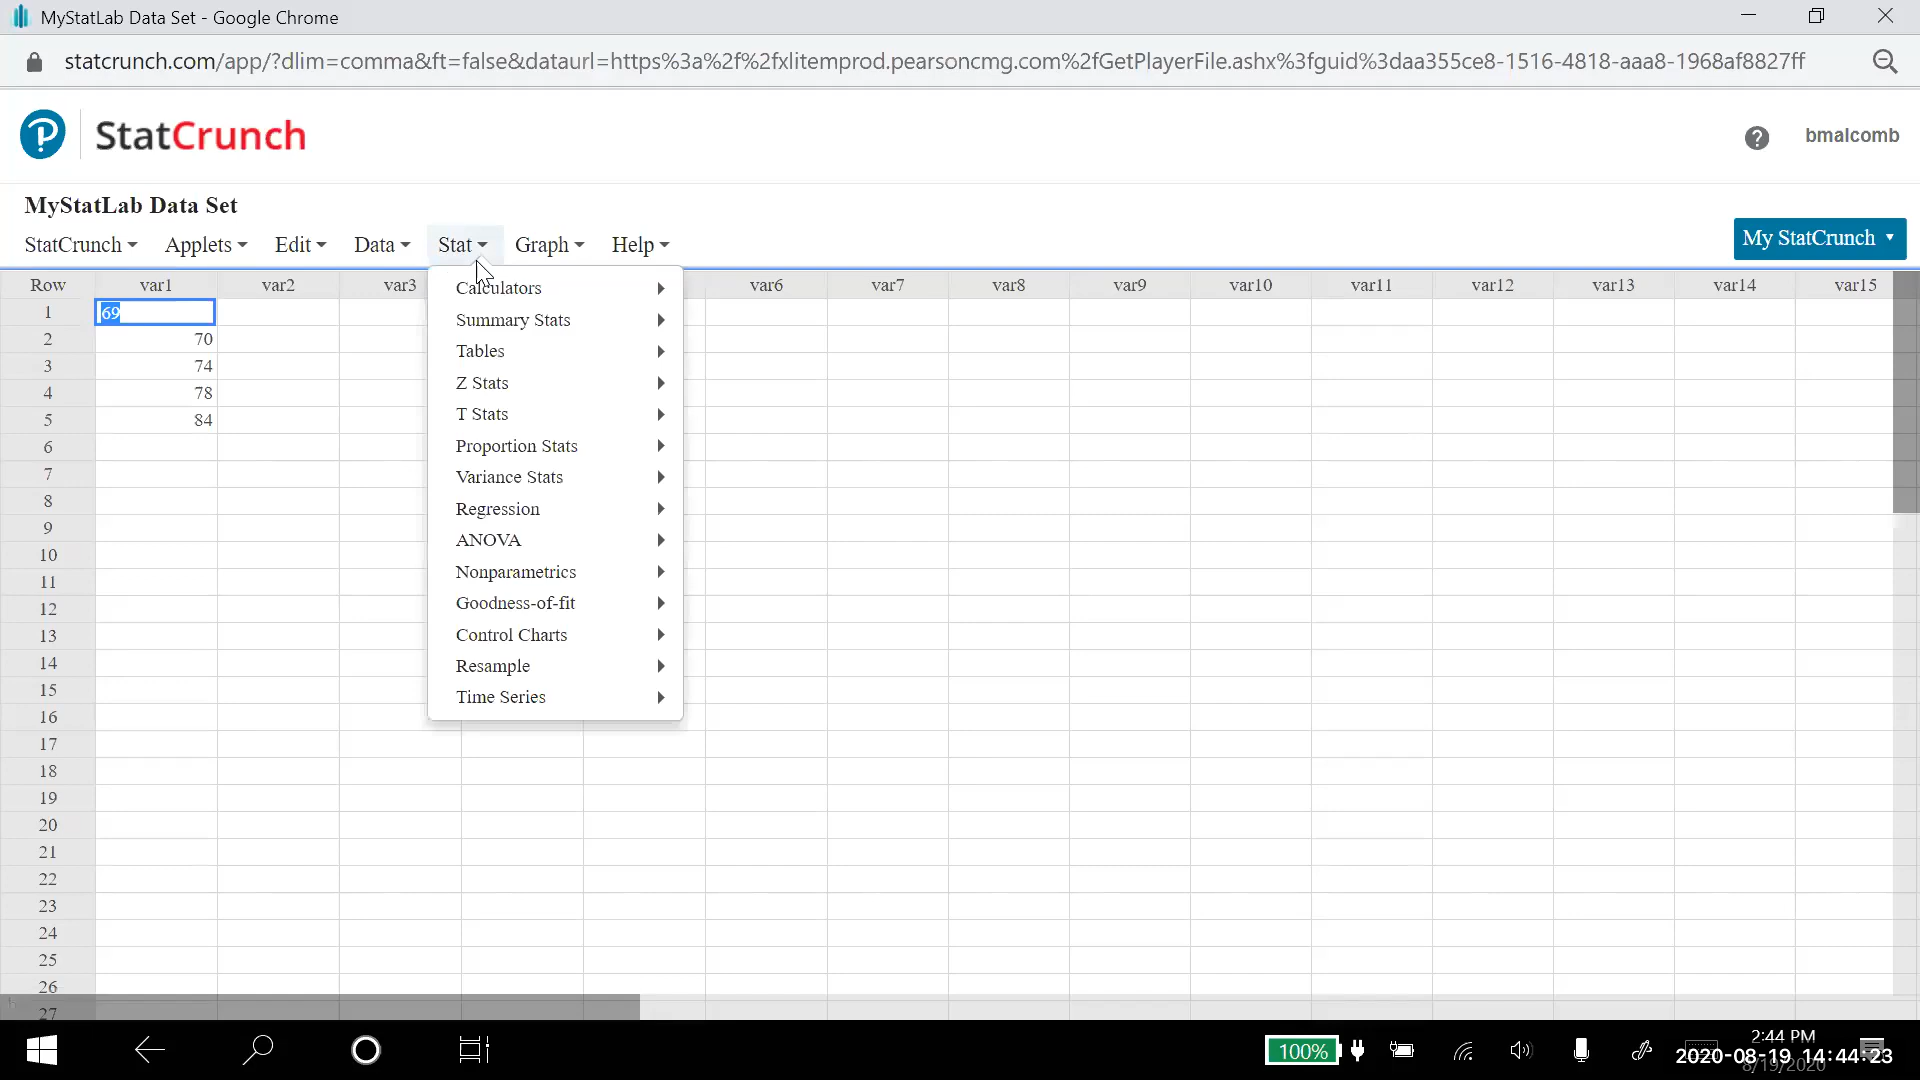 MyStatLab Data Set - Google Chrome
statcrunch.com/app/?dlim=comma&ft=false&dataurl=https%3a%2f%2fxlitemprod.pearsoncmg.com%2fGetPlayerFile.ashx%3fguid%3daa355ce8-1516-4818-aaa8-1968af8827ff
StatCrunch
? bmalcomb
MyStatLab Data Set
StatCrunch Applets Edit Data Stat Graph Help
My StatCrunch
Row var1 var2 var3 var6 var7 var8 var9 var10 var11 var12 var13 var14 var15
1 69
2 70
3 74
4 78
5 84
6
7
8
9
10
11
12
13
14
15
16
17
18
19
20
21
22
23
24
25
26
27
Calculators
Summary Stats
Tables
Z Stats
T Stats
Proportion Stats
Variance Stats
Regression
ANOVA
Nonparametrics
Goodness-of-fit
Control Charts
Resample
Time Series
100%
2:44 PM
8/19/2020
2020-08-19 14:44:23